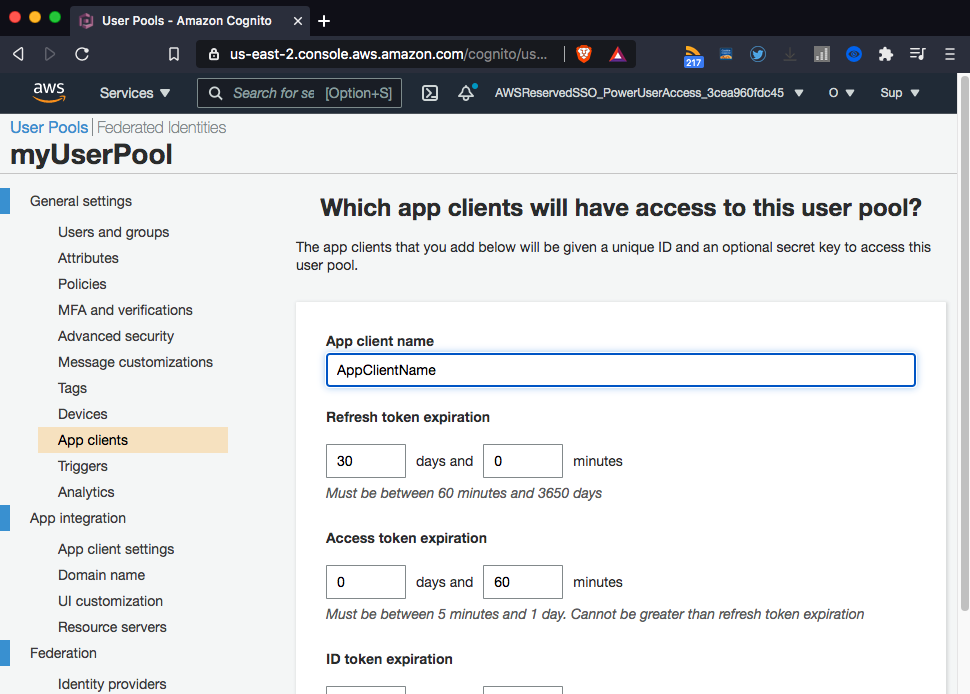 User Pools - Amazon Cognito
us-east-2.console.aws.amazon.com/cognito/us...
217
aws
Services
Search for se [Option+S]
AWSReservedSSO_PowerUserAccess_3cea960fdc45
O
Sup
User Pools | Federated Identities
myUserPool
General settings
Users and groups
Attributes
Policies
MFA and verifications
Advanced security
Message customizations
Tags
Devices
App clients
Triggers
Analytics
App integration
App client settings
Domain name
UI customization
Resource servers
Federation
Identity providers
Which app clients will have access to this user pool?
The app clients that you add below will be given a unique ID and an optional secret key to access this
user pool.
App client name
AppClientName
Refresh token expiration
30 days and 0 minutes
Must be between 60 minutes and 3650 days
Access token expiration
0 days and 60 minutes
Must be between 5 minutes and 1 day. Cannot be greater than refresh token expiration
ID token expiration